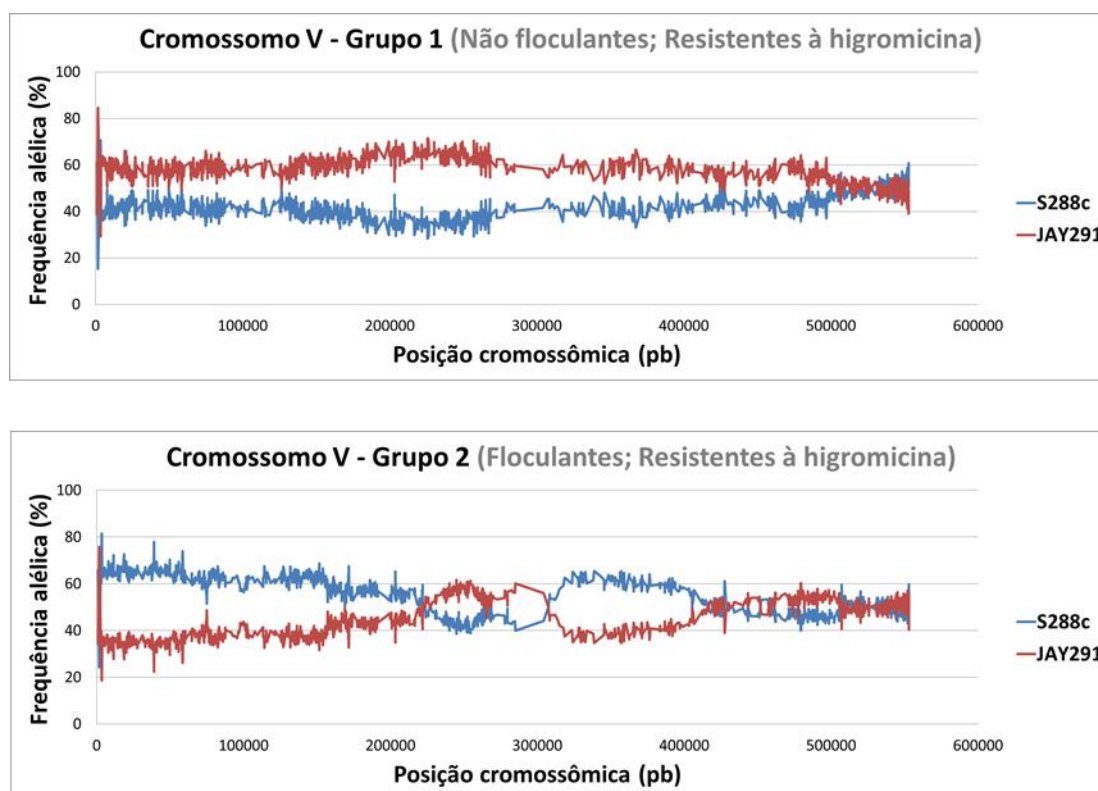 Cromossomo V - Grupo 1 (Não floculantes; Resistentes à higromicina)
Frequência alélica (%)
100
80
60
40
20
0
0 100000 200000 300000 400000 500000 600000
Posição cromossômica (pb)
S288c
JAY291
Cromossomo V - Grupo 2 (Floculantes; Resistentes à higromicina)
Frequência alélica (%)
100
80
60
40
20
0
0 100000 200000 300000 400000 500000 600000
Posição cromossômica (pb)
S288c
JAY291